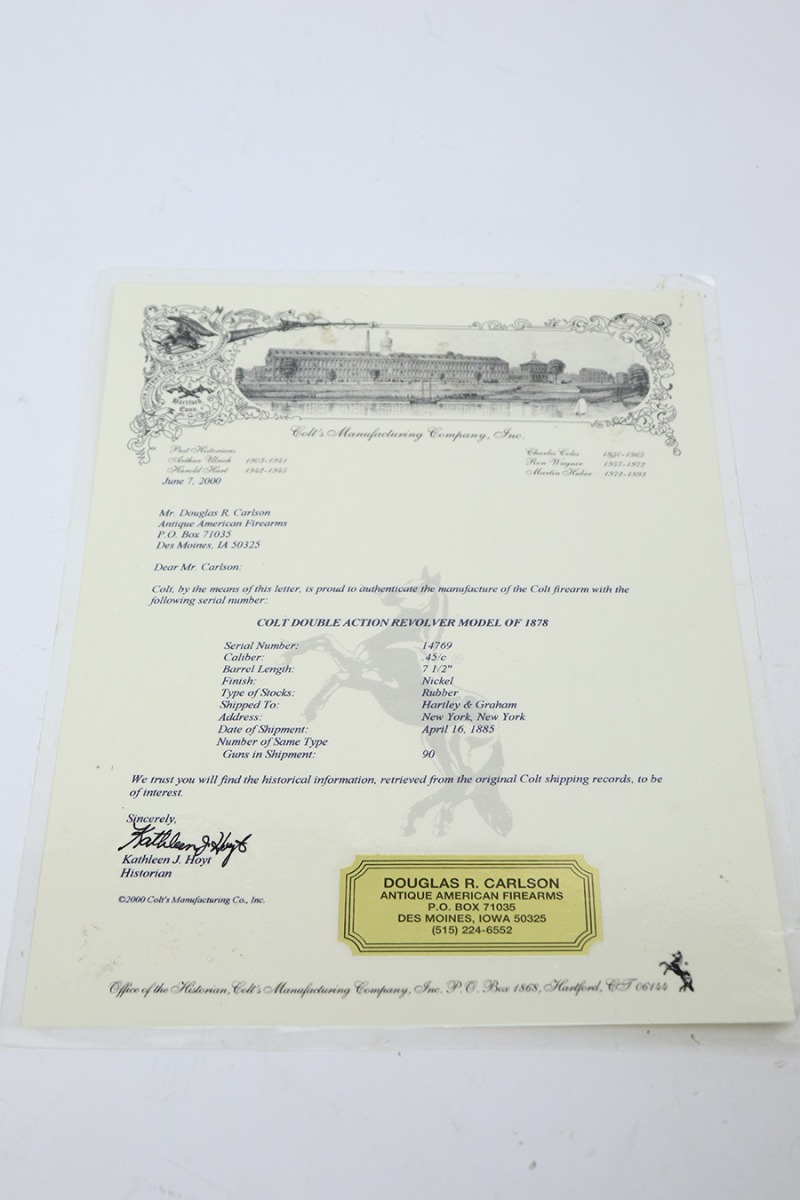 Hartford
Conn
Colt's Manufacturing Company, Inc.
Past Historians
Arthur Ulrich 1903-1941
Harold Hart 1942-1945
Charles Coles 1950-1965
Ron Wagner 1957-1972
Martin Huber 1972-1993
June 7, 2000
Mr. Douglas R. Carlson
Antique American Firearms
P.O. Box 71035
Des Moines, IA 50325
Dear Mr. Carlson:
Colt, by the means of this letter, is proud to authenticate the manufacture of the Colt firearm with the
following serial number:
COLT DOUBLE ACTION REVOLVER MODEL OF 1878
Serial Number: 14769
Caliber: .45/c
Barrel Length: 7 1/2"
Finish: Nickel
Type of Stocks: Rubber
Shipped To: Hartley & Graham
Address: New York, New York
Date of Shipment: April 16, 1885
Number of Same Type
Guns in Shipment: 90
We trust you will find the historical information, retrieved from the original Colt shipping records, to be
of interest.
Sincerely,
Kathleen J. Hoyt
Kathleen J. Hoyt
Historian
©2000 Colt's Manufacturing Co., Inc.
DOUGLAS R. CARLSON
ANTIQUE AMERICAN FIREARMS
P.O. BOX 71035
DES MOINES, IOWA 50325
(515) 224-6552
Office of the Historian, Colt's Manufacturing Company, Inc. P.O. Box 1868, Hartford, CT 06144